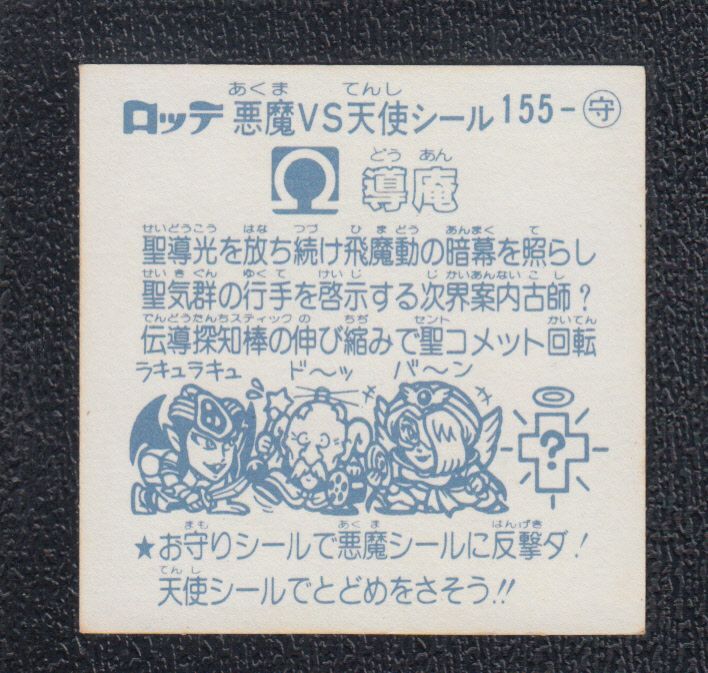 あくま てんし
ロッテ 悪魔VS天使シール 155-守
どう あん
Ω 導庵
せいどうこう はな つづ ひまどう あんまく て
聖導光を放ち続け飛魔動の暗幕を照らし
せいきぐん ゆくて けいじ じかいあんないこし
聖気群の行手を啓示する次界案内古師？
でんどうたんちスティック の ちぢ セント かいてん
伝導探知棒の伸び縮みで聖コメット回転
ラキュラキュ ド〜ッ バ〜ン
?
まも あくま はんげき
★お守りシールで悪魔シールに反撃ダ！
てんし
天使シールでとどめをさそう!!